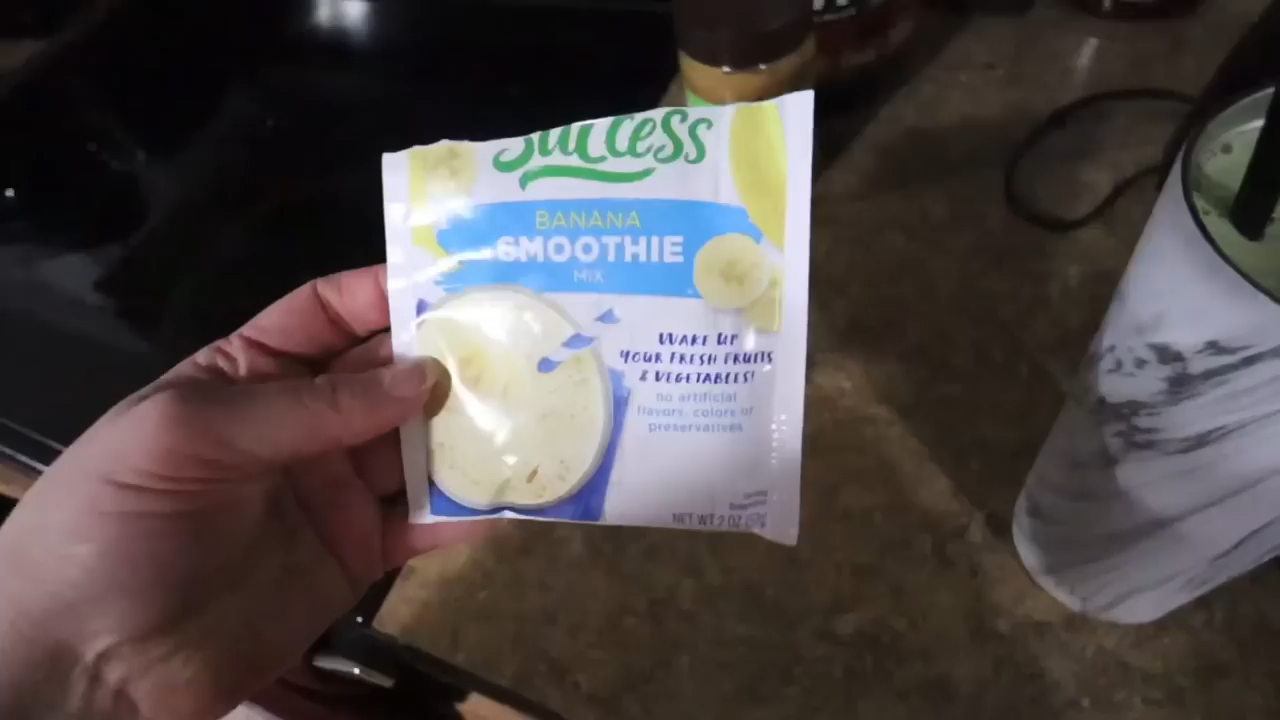 Success
BANANA
SMOOTHIE
MIX
WAKE UP
YOUR FRESH FRUITS
& VEGETABLES!
no artificial
flavors, colors or
preservatives
NET WT 2 OZ (57g)